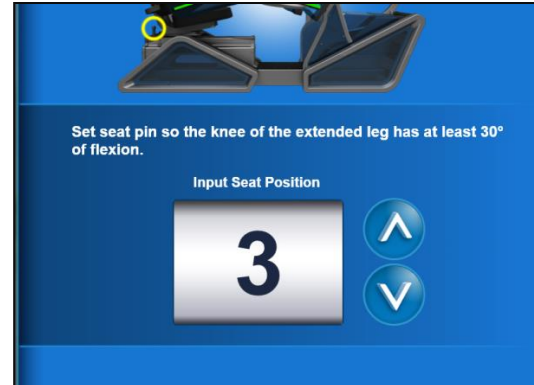 Set seat pin so the knee of the extended leg has at least 30°
of flexion.
Input Seat Position
3